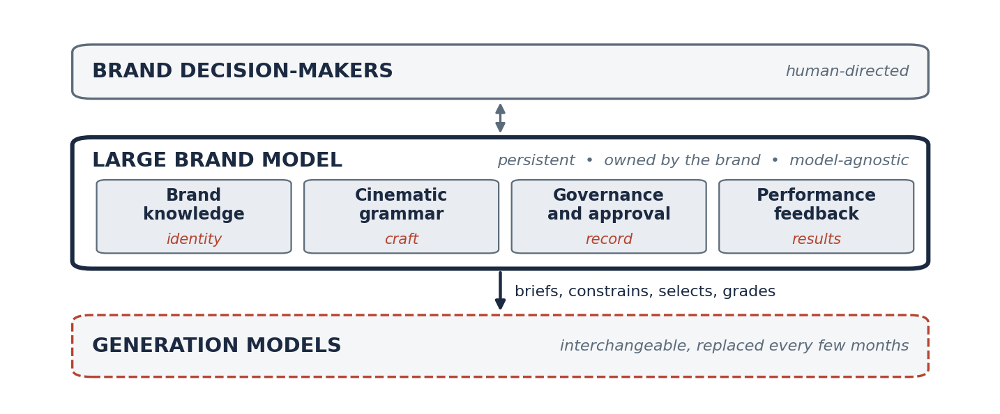 BRAND DECISION-MAKERS
human-directed
LARGE BRAND MODEL
persistent • owned by the brand • model-agnostic
Brand
knowledge
identity
Cinematic
grammar
craft
Governance
and approval
record
Performance
feedback
results
briefs, constrains, selects, grades
GENERATION MODELS
interchangeable, replaced every few months